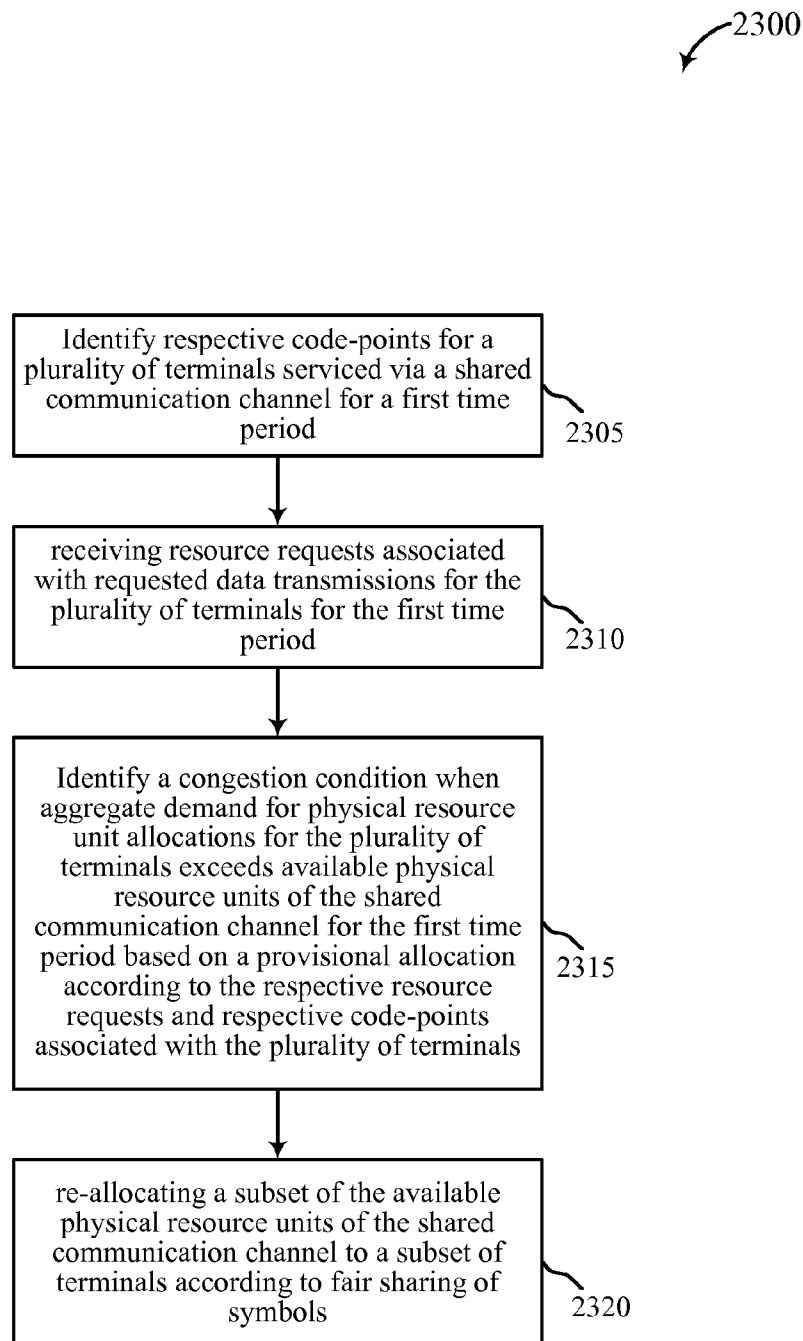 2300
Identify respective code-points for a
plurality of terminals serviced via a shared
communication channel for a first time
period
2305
receiving resource requests associated
with requested data transmissions for the
plurality of terminals for the first time
period
2310
Identify a congestion condition when
aggregate demand for physical resource
unit allocations for the plurality of
terminals exceeds available physical
resource units of the shared
communication channel for the first time
period based on a provisional allocation
according to the respective resource
requests and respective code-points
associated with the plurality of terminals
2315
re-allocating a subset of the available
physical resource units of the shared
communication channel to a subset of
terminals according to fair sharing of
symbols
2320